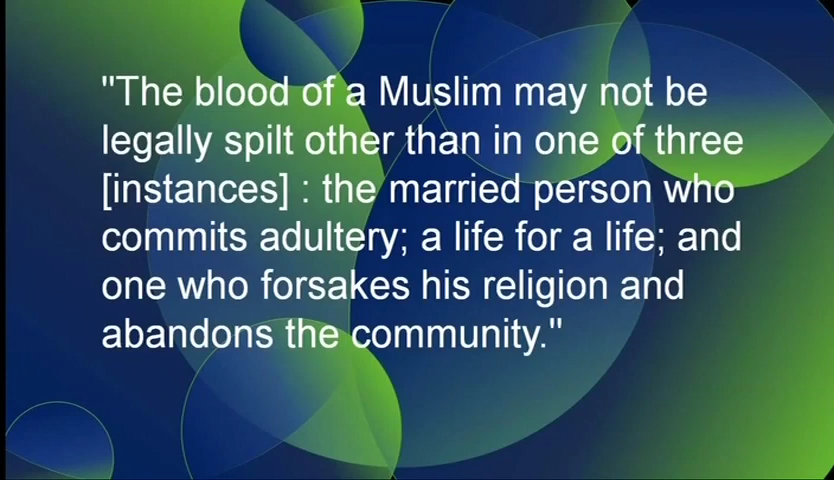 "The blood of a Muslim may not be
legally spilt other than in one of three
[instances] : the married person who
commits adultery; a life for a life; and
one who forsakes his religion and
abandons the community."